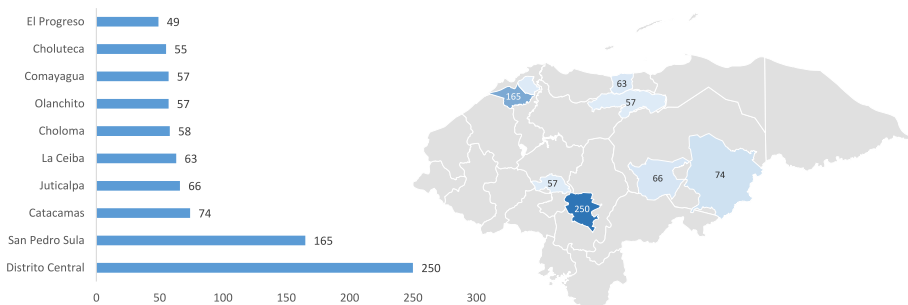 El Progreso 49
Choluteca 55
Comayagua 57
Olanchito 57
Choloma 58
La Ceiba 63
Juticalpa 66
Catacamas 74
San Pedro Sula 165
Distrito Central 250
0 50 100 150 200 250 300
63
165
57
74
66
57
250